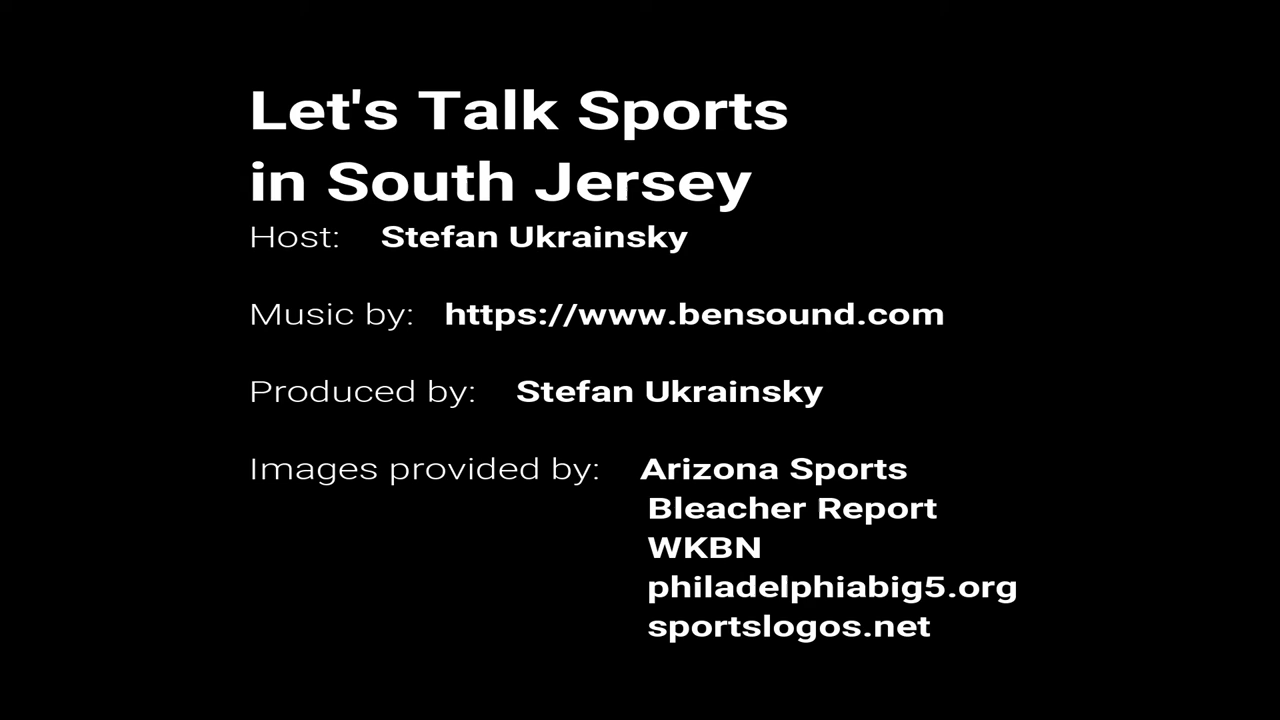 Let's Talk Sports
in South Jersey
Host: Stefan Ukrainsky
Music by: https://www.bensound.com
Produced by: Stefan Ukrainsky
Images provided by: Arizona Sports
Bleacher Report
WKBN
philadelphiabig5.org
sportslogos.net